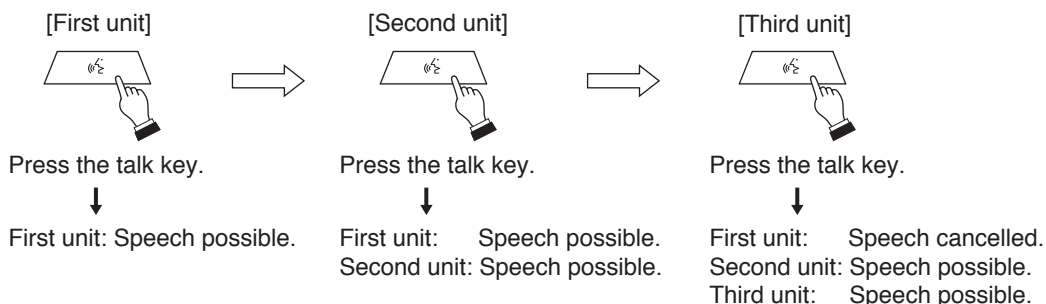 [First unit]
[Second unit]
[Third unit]
Press the talk key.
Press the talk key.
Press the talk key.
First unit: Speech possible.
First unit: Speech possible.
Second unit: Speech possible.
First unit: Speech cancelled.
Second unit: Speech possible.
Third unit: Speech possible.